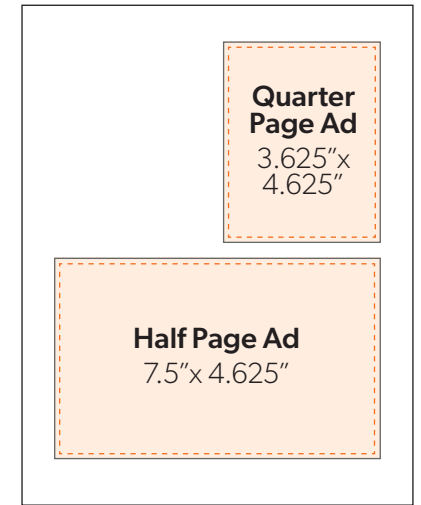 Quarter
Page Ad
3.625”x
4.625”
Half Page Ad
7.5”x 4.625”